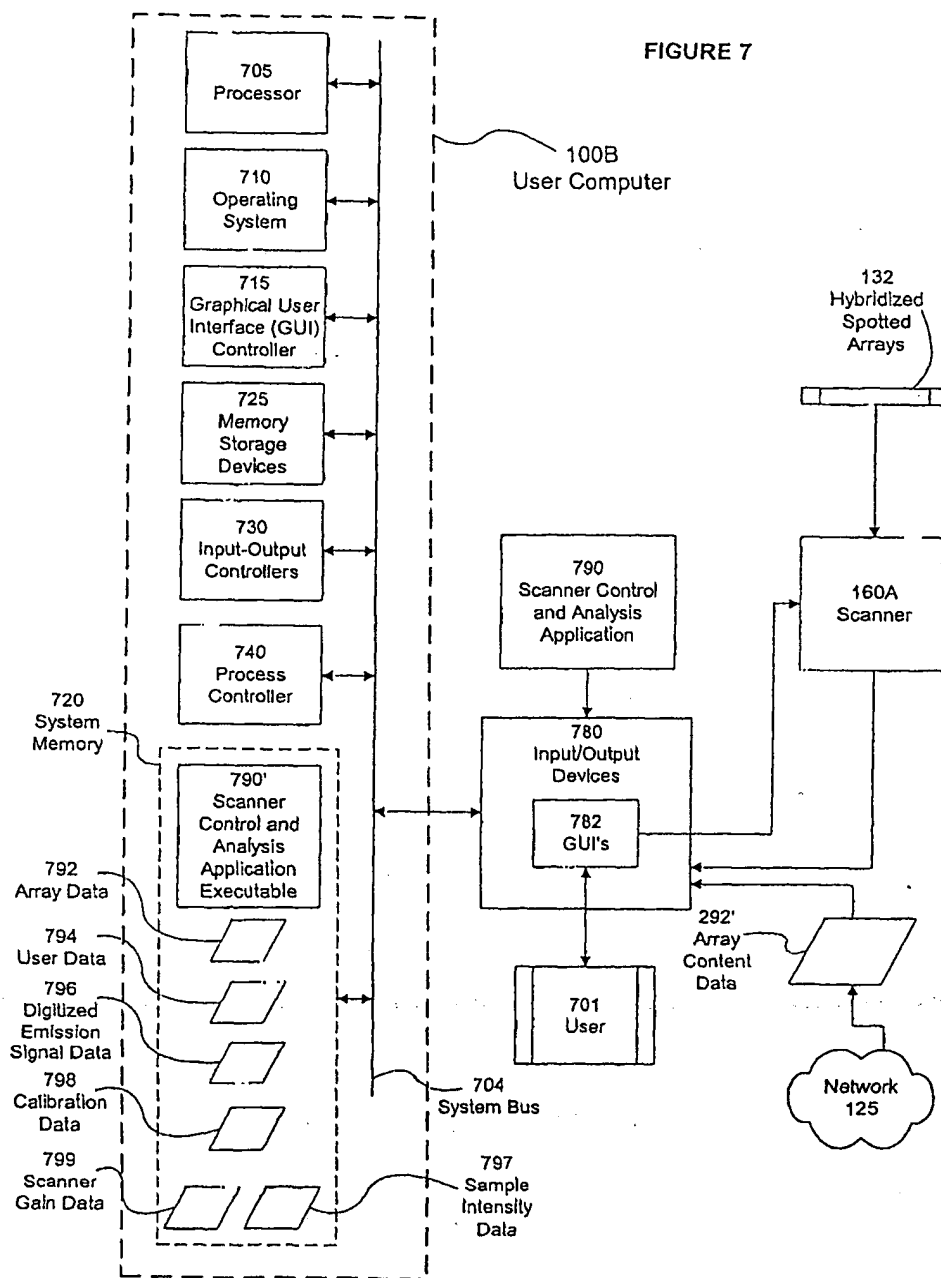 FIGURE 7
705
Processor
710
Operating
System
715
Graphical User
Interface (GUI)
Controller
725
Memory
Storage
Devices
730
Input-Output
Controllers
740
Process
Controller
720
System
Memory
790'
Scanner
Control and
Analysis
Application
Executable
792
Array Data
794
User Data
796
Digitized
Emission
Signal Data
798
Calibration
Data
799
Scanner
Gain Data
797
Sample
Intensity
Data
704
System Bus
100B
User Computer
790
Scanner Control
and Analysis
Application
780
Input/Output
Devices
782
GUI's
701
User
132
Hybridized
Spotted
Arrays
160A
Scanner
292'
Array
Content
Data
Network
125